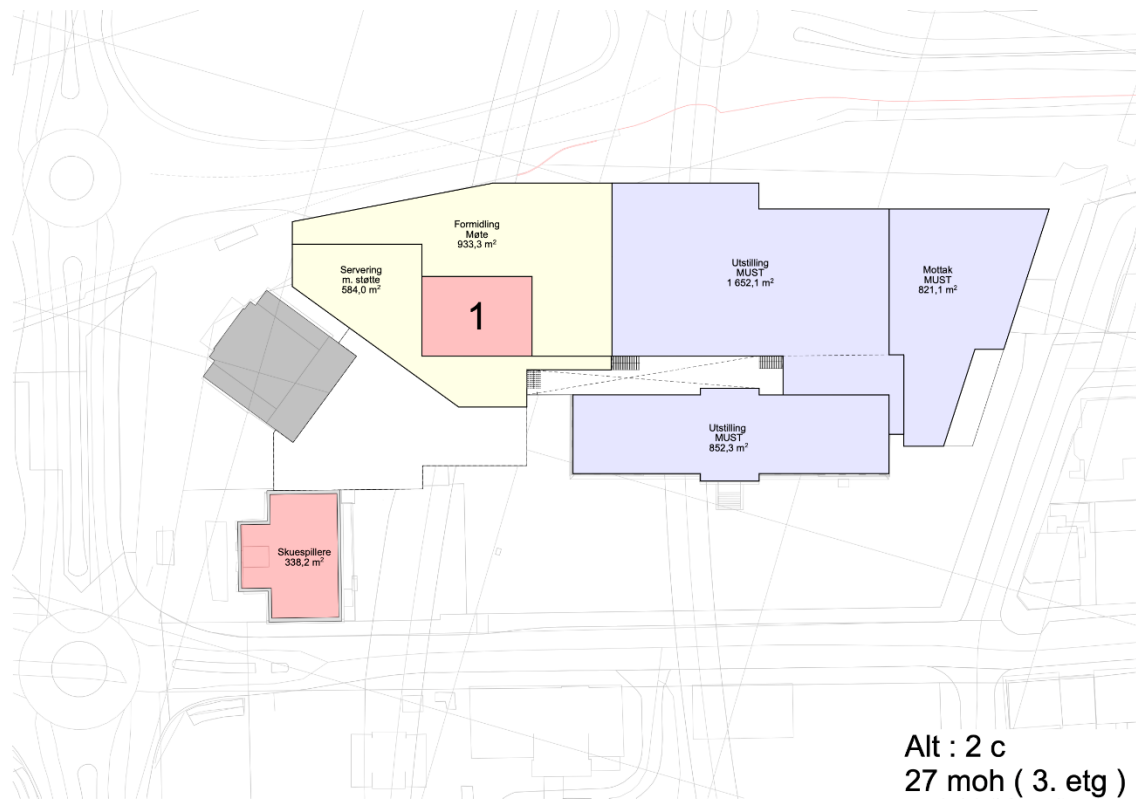 Formidling
Møte
933,3 m²
Servering
m. støtte
584,0 m²
1
Utstilling
MUST
1 652,1 m²
Mottak
MUST
821,1 m²
Utstilling
MUST
852,3 m²
Skuespillere
338,2 m²
Alt : 2 c
27 moh ( 3. etg )